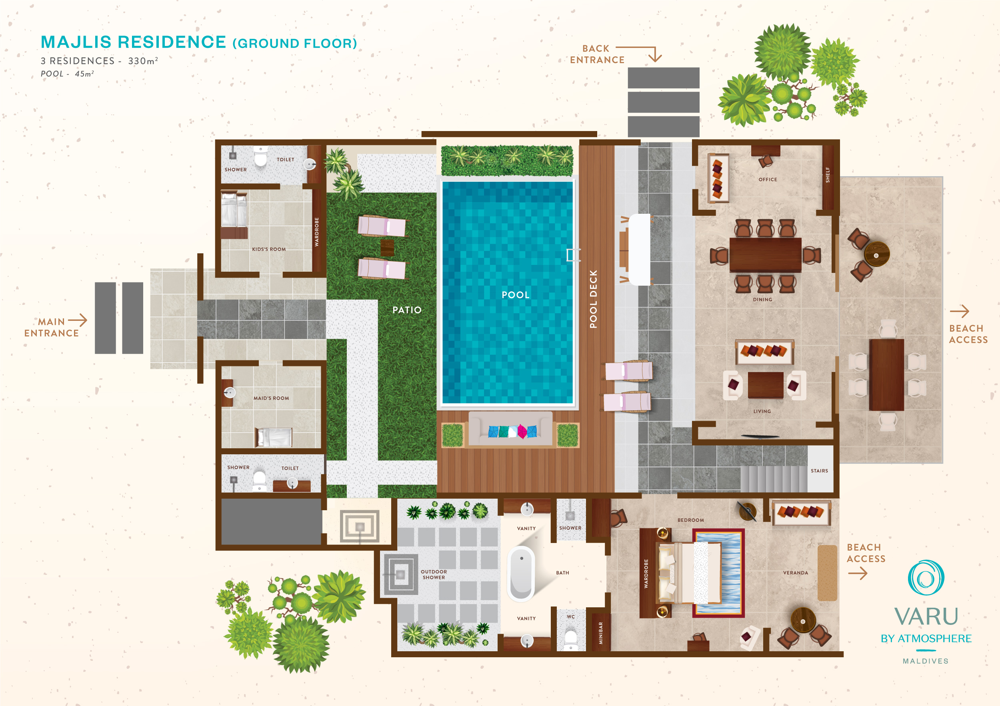 MAJLIS RESIDENCE (GROUND FLOOR)
3 RESIDENCES - 330m²
POOL - 45m²
BACK
ENTRANCE
SHOWER
TOILET
OFFICE
SHELF
KIDS'S ROOM
WARDROBE
MAIN
ENTRANCE
PATIO
POOL
POOL DECK
DINING
BEACH
ACCESS
MAID'S ROOM
LIVING
SHOWER
TOILET
STAIRS
VANITY
SHOWER
BEDROOM
OUTDOOR
SHOWER
BATH
WARDROBE
VERANDA
BEACH
ACCESS
VANITY
WC
MINIBAR
VARU
BY ATMOSPHERE
MALDIVES